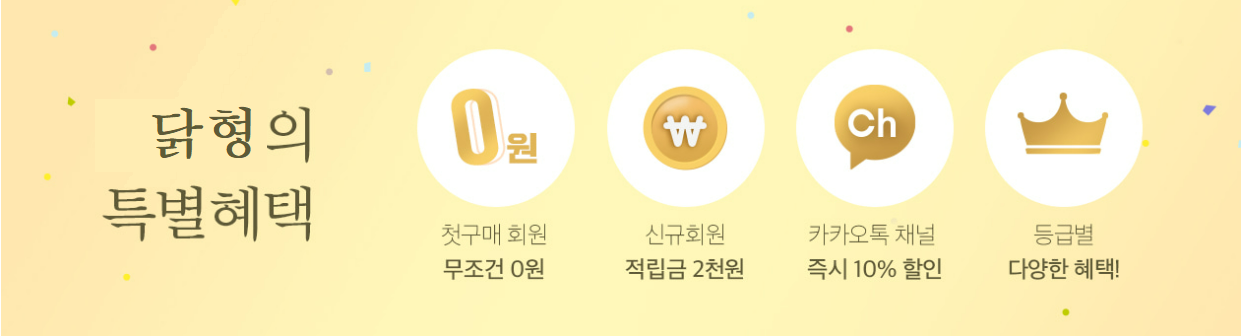 닭형의
특별혜택
0원
₩
Ch
첫구매 회원
무조건 0원
신규회원
적립금 2천원
카카오톡 채널
즉시 10% 할인
등급별
다양한 혜택!